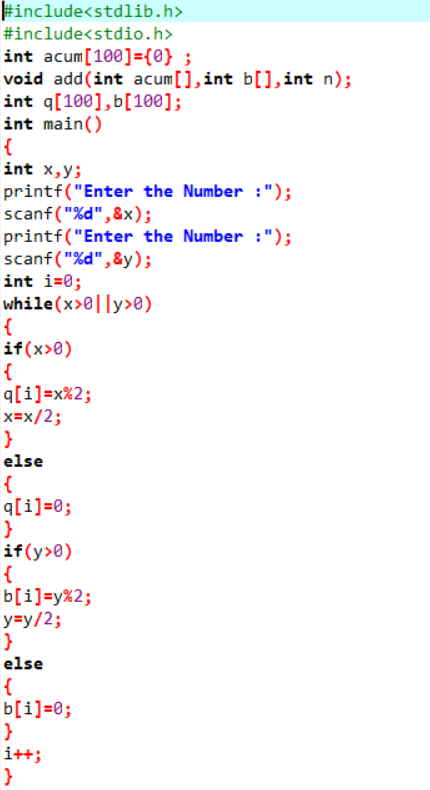 #include<stdlib.h>
#include<stdio.h>
int acum[100]={0} ;
void add(int acum[],int b[],int n);
int q[100],b[100];
int main()
{
int x,y;
printf("Enter the Number :");
scanf("%d",&x);
printf("Enter the Number :");
scanf("%d",&y);
int i=0;
while(x>0||y>0)
{
if(x>0)
{
q[i]=x%2;
x=x/2;
}
else
{
q[i]=0;
}
if(y>0)
{
b[i]=y%2;
y=y/2;
}
else
{
b[i]=0;
}
i++;
}